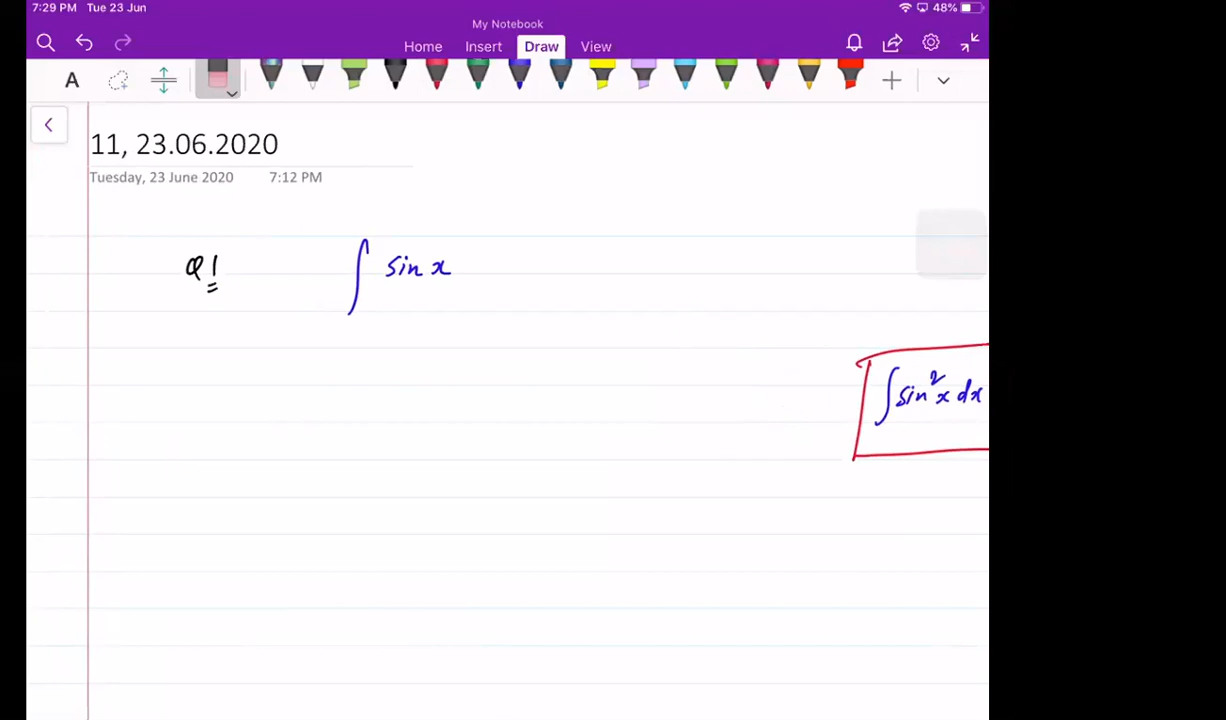 7:29 PM Tue 23 Jun
48%
My Notebook
Home Insert Draw View
A
11, 23.06.2020
Tuesday, 23 June 2020 7:12 PM
Q1 ∫ sin x
∫ sin²x dx